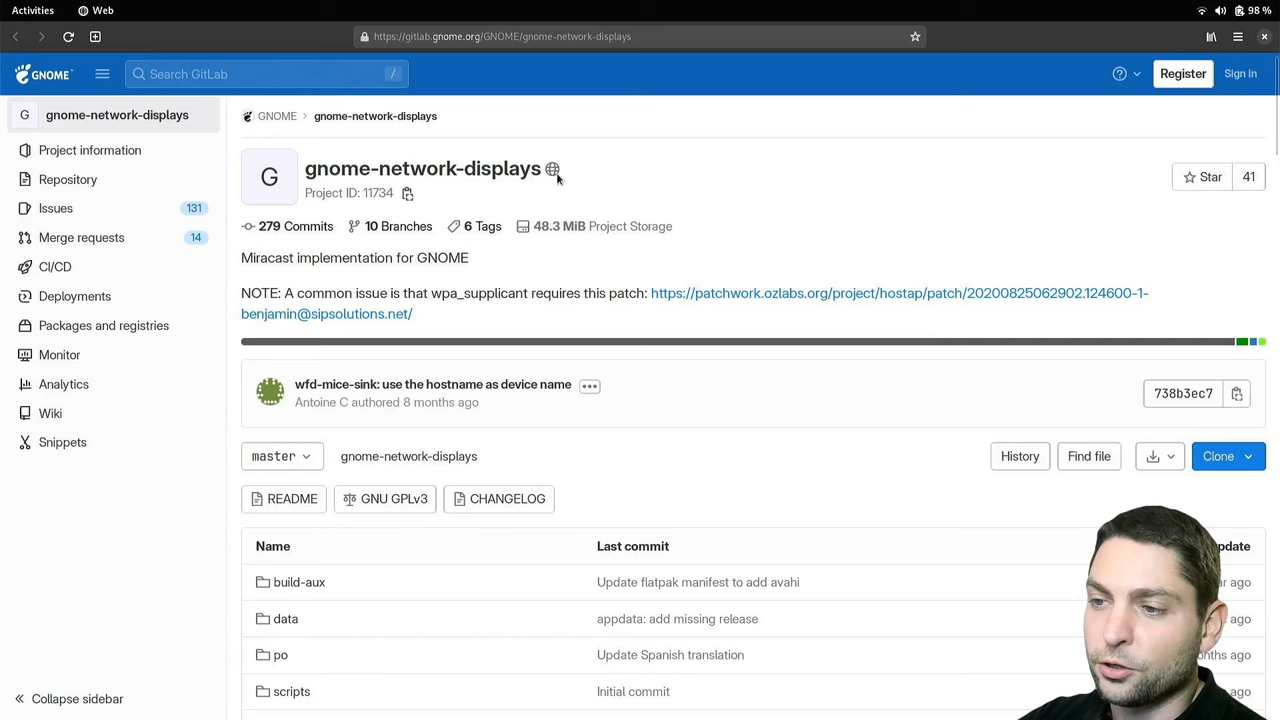 Activities
Web
98 %
https://gitlab.gnome.org/GNOME/gnome-network-displays
GNOME
Search GitLab
/
Register
Sign in
G
gnome-network-displays
Project information
Repository
Issues
131
Merge requests
14
CI/CD
Deployments
Packages and registries
Monitor
Analytics
Wiki
Snippets
Collapse sidebar
GNOME › gnome-network-displays
G
gnome-network-displays
Project ID: 11734
Star
41
279 Commits
10 Branches
6 Tags
48.3 MiB Project Storage
Miracast implementation for GNOME
NOTE: A common issue is that wpa_supplicant requires this patch: https://patchwork.ozlabs.org/project/hostap/patch/20200825062902.124600-1-
benjamin@sipsolutions.net/
wfd-mice-sink: use the hostname as device name
Antoine C authored 8 months ago
738b3ec7
master
gnome-network-displays
History
Find file
Clone
README
GNU GPLv3
CHANGELOG
Name
Last commit
build-aux
Update flatpak manifest to add avahi
ago
data
appdata: add missing release
ago
po
Update Spanish translation
ago
scripts
Initial commit
ago